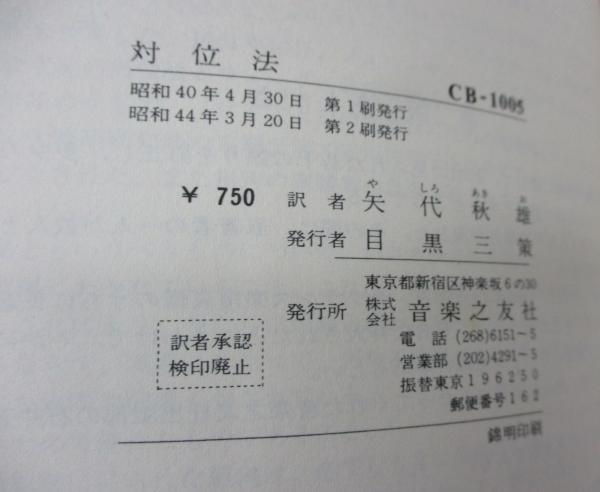 対位法
CB-1005
昭和40年4月30日 第1刷発行
昭和44年3月20日 第2刷発行
¥ 750
や しろ あき お
訳者 矢代秋雄
発行者 目黒三策
東京都新宿区神楽坂6の30
発行所 株式会社 音楽之友社
電話 (268)6151~5
営業部 (202)4291~5
振替東京196250
郵便番号162
訳者承認
検印廃止
錦明印刷